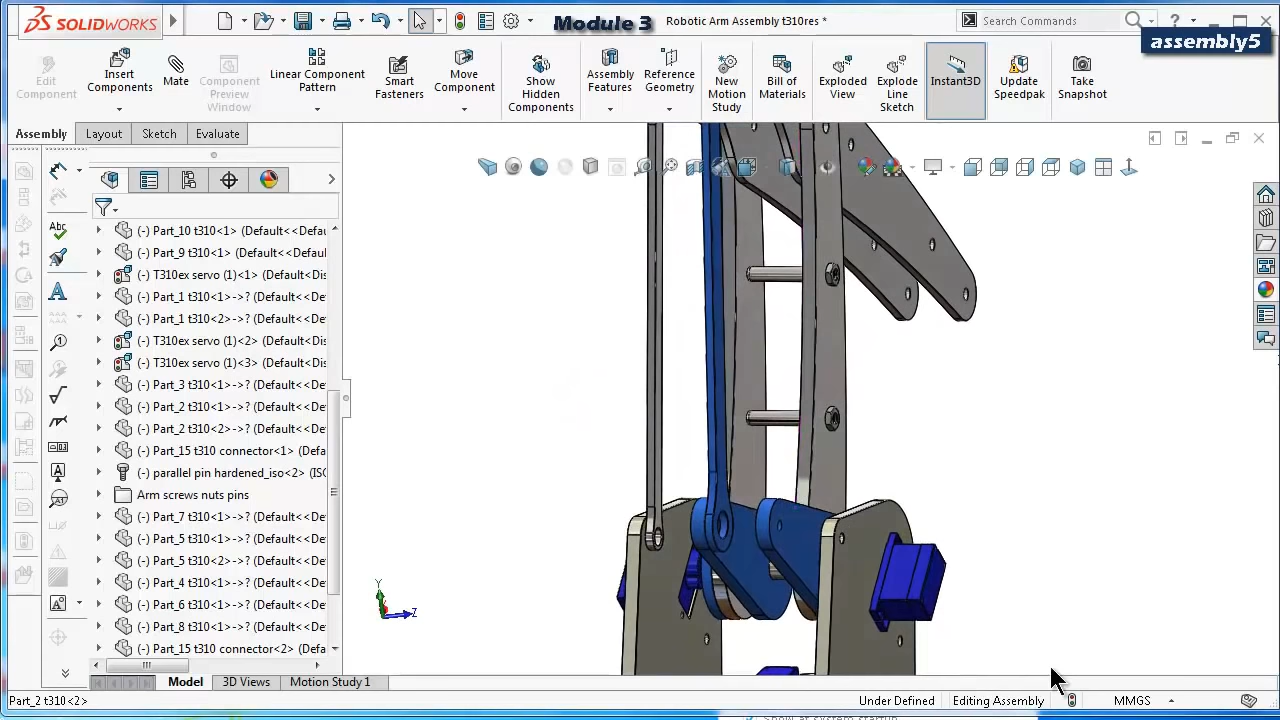 SOLIDWORKS
Module 3
Robotic Arm Assembly t310res *
Search Commands
assembly5
Edit Component
Insert Components
Mate
Component Preview Window
Linear Component Pattern
Smart Fasteners
Move Component
Show Hidden Components
Assembly Features
Reference Geometry
New Motion Study
Bill of Materials
Exploded View
Explode Line Sketch
Instant3D
Update Speedpak
Take Snapshot
Assembly Layout Sketch Evaluate
(-) Part_10 t310<1> (Default<<Defau
(-) Part_9 t310<1> (Default<<Default
(-) T310ex servo (1)<1> (Default<Dis
(-) Part_1 t310<1>->? (Default<<De
(-) Part_1 t310<2>->? (Default<<De
(-) T310ex servo (1)<2> (Default<Dis
(-) T310ex servo (1)<3> (Default<Dis
(-) Part_3 t310<1>->? (Default<<De
(-) Part_2 t310<1>->? (Default<<De
(-) Part_2 t310<2>->? (Default<<De
(-) Part_15 t310 connector<1> (Defa
(-) parallel pin hardened_iso<2> (ISO
Arm screws nuts pins
(-) Part_7 t310<1>->? (Default<<De
(-) Part_5 t310<1>->? (Default<<De
(-) Part_5 t310<2>->? (Default<<De
(-) Part_4 t310<1>->? (Default<<De
(-) Part_6 t310<1>->? (Default<<De
(-) Part_8 t310<1>->? (Default<<De
(-) Part_15 t310 connector<2> (Defa
Abc
Y
Z
Model 3D Views Motion Study 1
Part_2 t310<2>
Under Defined Editing Assembly MMGS